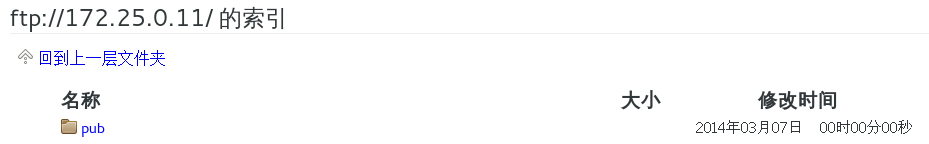 ftp://172.25.0.11/ 的索引
回到上一层文件夹
名称 大小 修改时间
pub 2014年03月07日 00时00分00秒